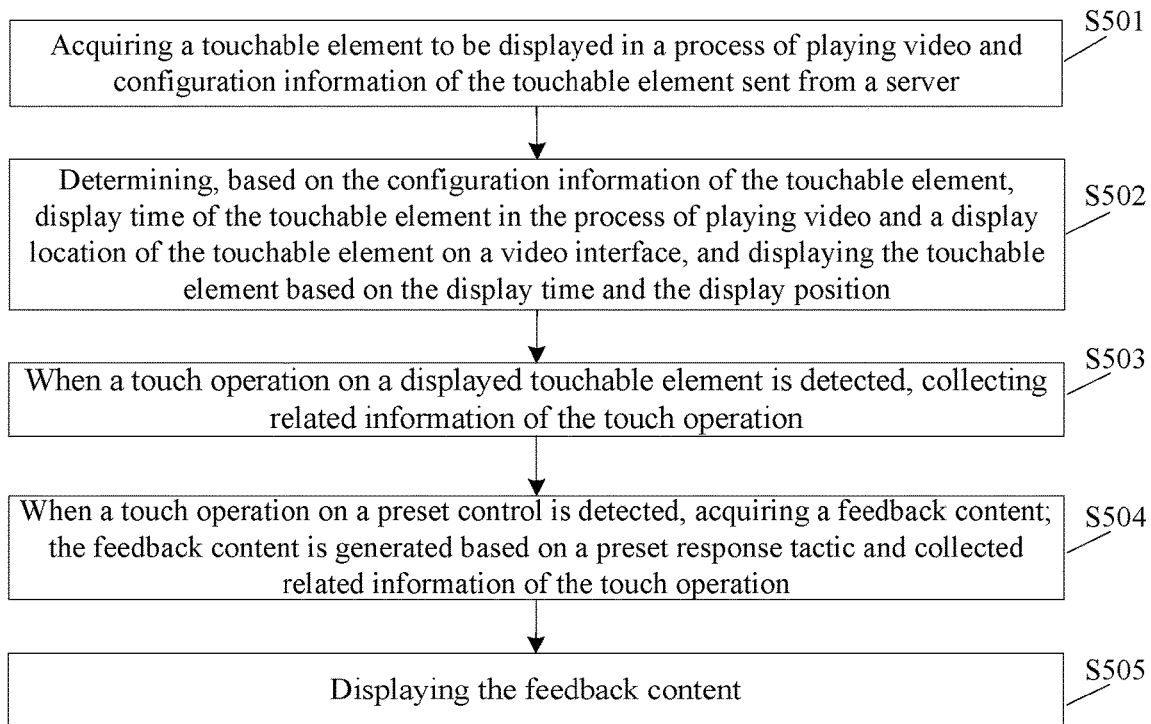 S501
Acquiring a touchable element to be displayed in a process of playing video and
configuration information of the touchable element sent from a server
S502
Determining, based on the configuration information of the touchable element,
display time of the touchable element in the process of playing video and a display
location of the touchable element on a video interface, and displaying the touchable
element based on the display time and the display position
S503
When a touch operation on a displayed touchable element is detected, collecting
related information of the touch operation
S504
When a touch operation on a preset control is detected, acquiring a feedback content;
the feedback content is generated based on a preset response tactic and collected
related information of the touch operation
S505
Displaying the feedback content